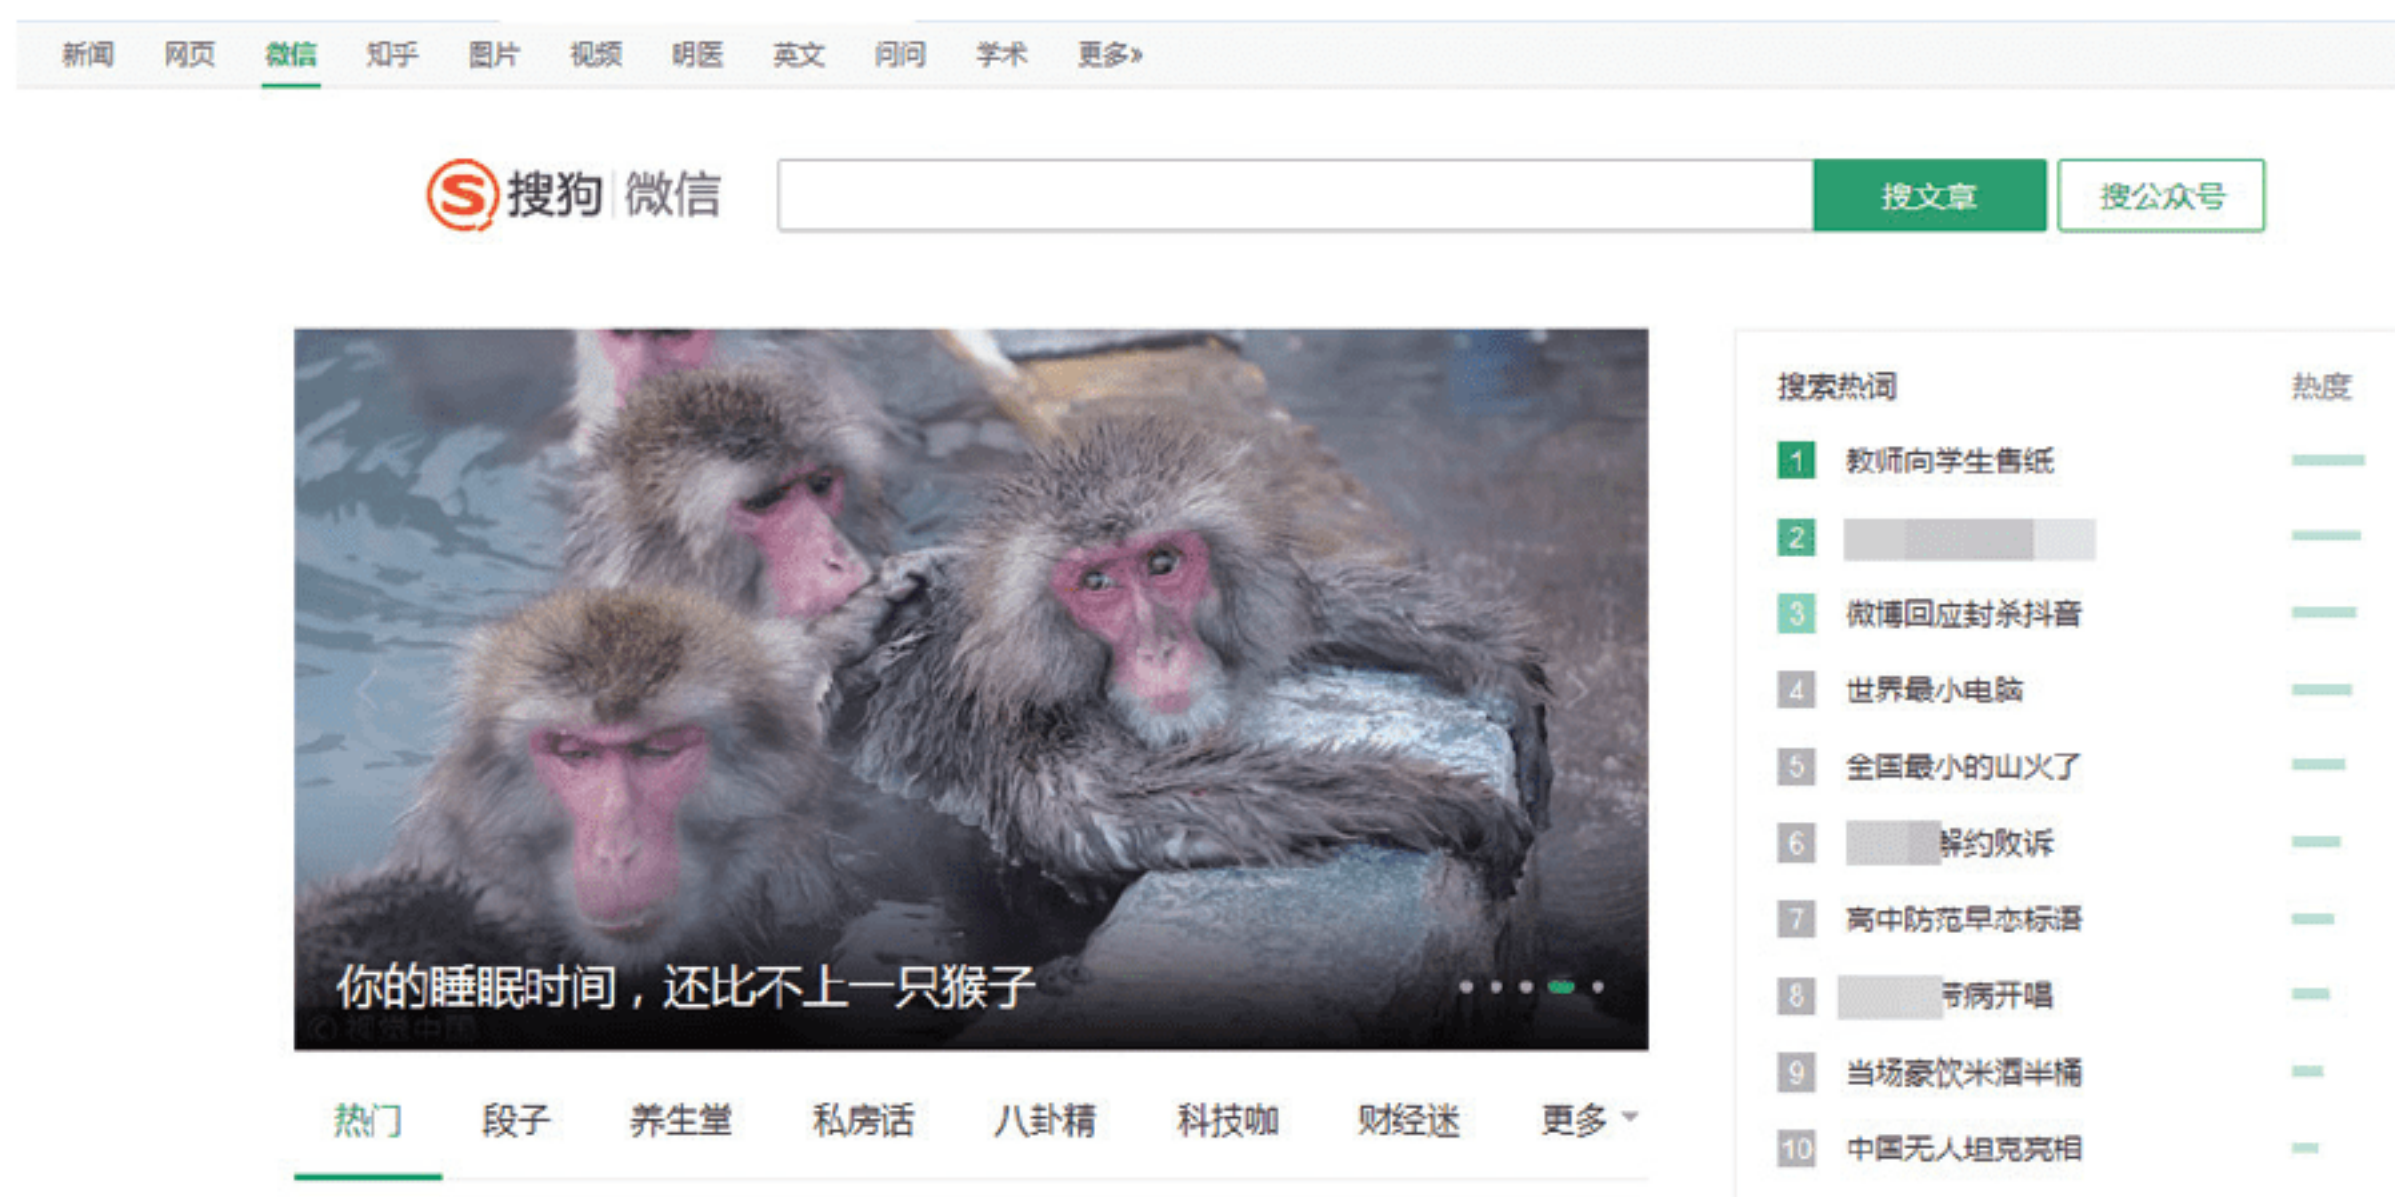 新闻 网页 微信 知乎 图片 视频 明医 英文 问问 学术 更多»
搜狗 微信 搜文章 搜公众号
你的睡眠时间，还比不上一只猴子
热门 段子 养生堂 私房话 八卦精 科技咖 财经迷 更多
搜索热词 热度
1 教师向学生售纸
2
3 微博回应封杀抖音
4 世界最小电脑
5 全国最小的山火了
6 解约败诉
7 高中防范早恋标语
8 带病开唱
9 当场豪饮米酒半桶
10 中国无人坦克亮相